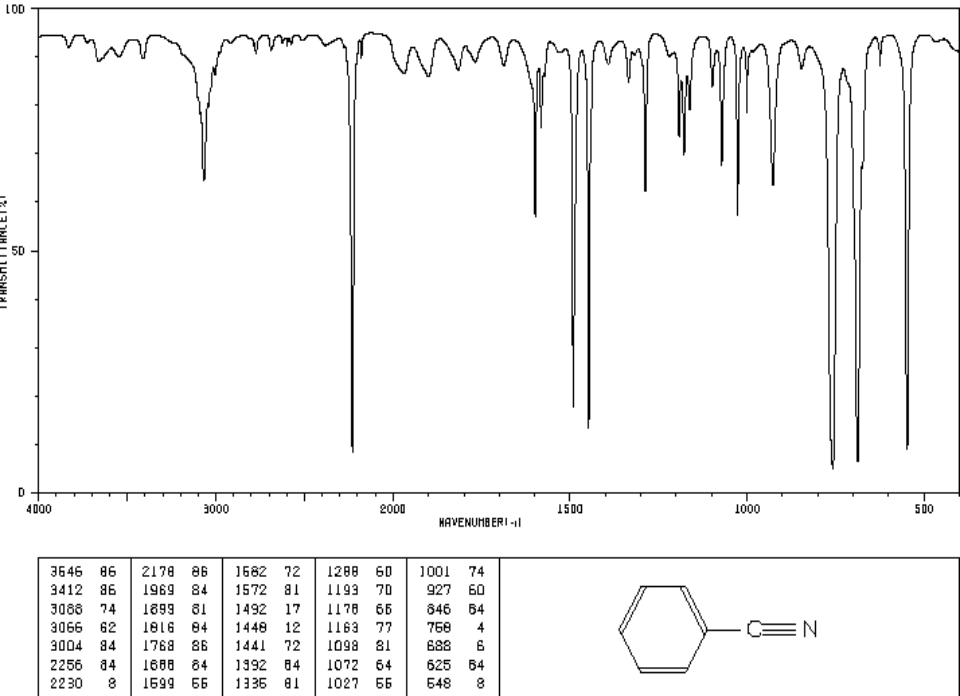 100
TRANSMITTANCE(%)
50
0
4000 3000 2000 1500 1000 500
WAVENUMBER(-1)
3546 86 2178 86 1582 72 1288 60 1001 74
3412 86 1969 84 1572 81 1193 70 927 60
3088 74 1899 81 1492 17 1178 66 846 84
3066 62 1816 84 1448 12 1163 77 758 4
3004 84 1768 86 1441 72 1098 81 688 6
2256 84 1688 84 1392 84 1072 64 625 84
2230 8 1599 55 1335 81 1027 55 548 8
C N